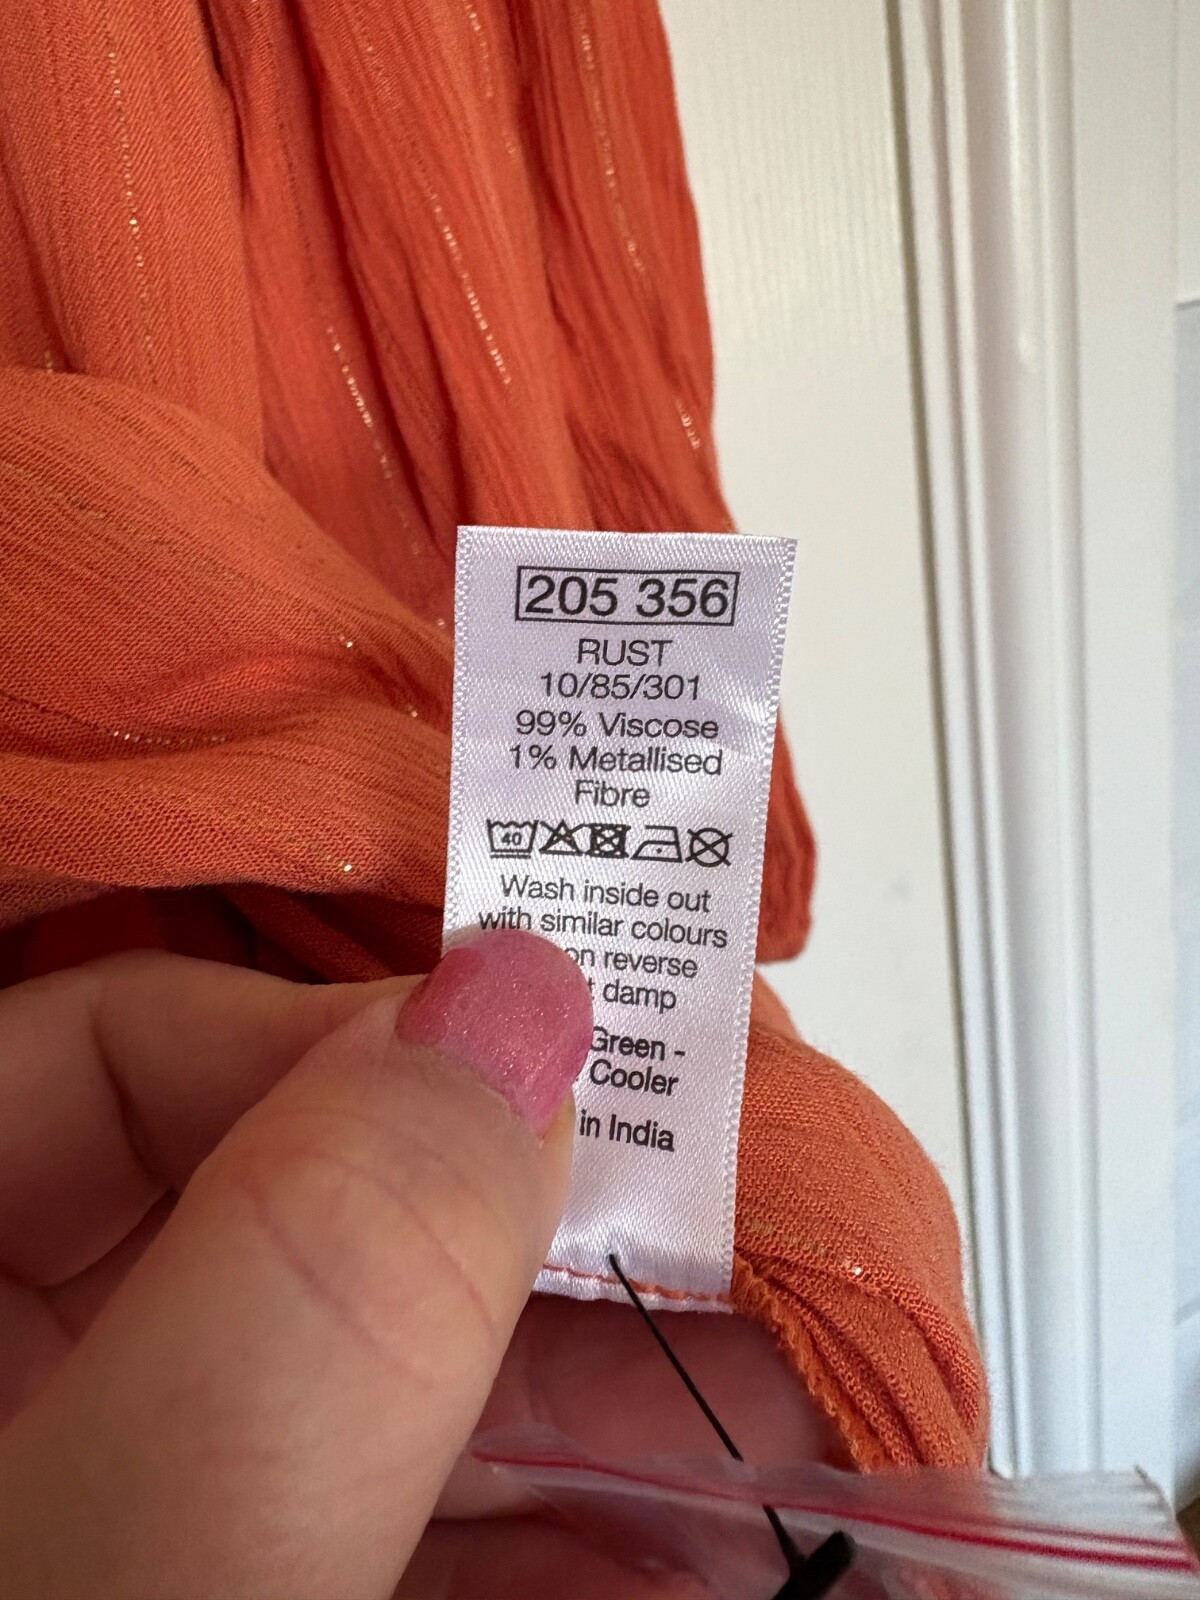 205 356
RUST
10/85/301
99% Viscose
1% Metallised
Fibre
40
Wash inside out
with similar colours
on reverse
damp
Green -
Cooler
in India